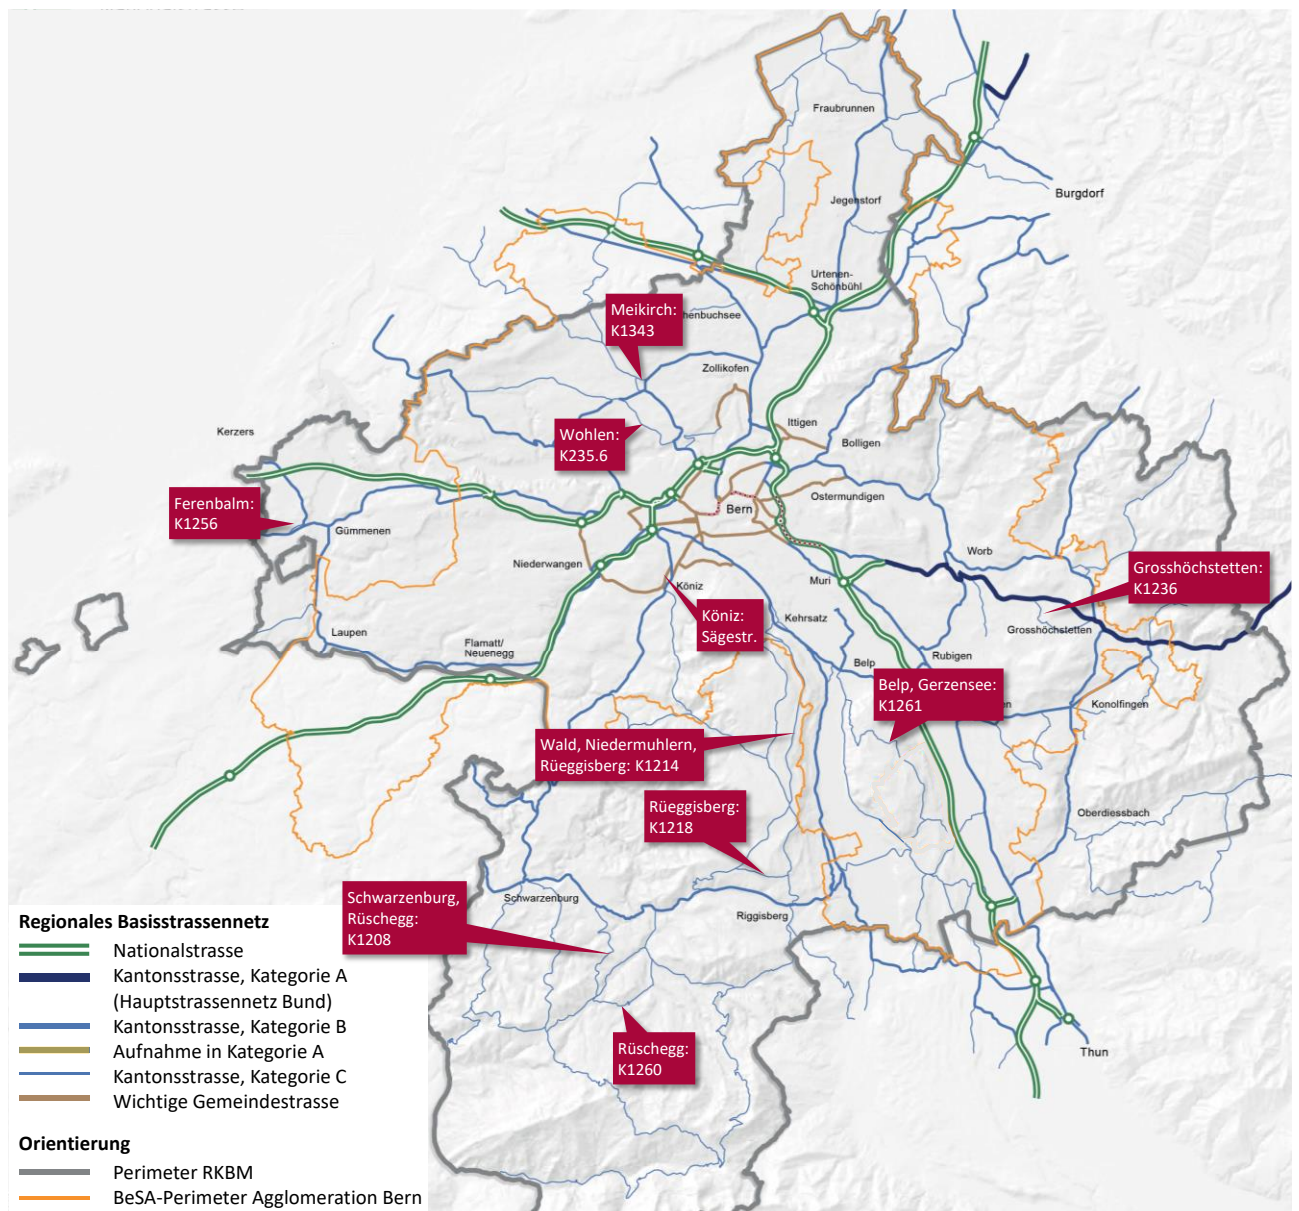 Fraubrunnen
Burgdorf
Jegenstorf
Urtenen-
Schönbühl
Meikirch:
K1343
henbuchsee
Zollikofen
Ittigen
Bolligen
Kerzers
Wohlen:
K235.6
Ferenbalm:
K1256
Gümmenen
Ostermundigen
Bern
Worb
Niederwangen
Muri
Grosshöchstetten:
K1236
Köniz
Köniz:
Sägestr.
Kehrsatz
Grosshöchstetten
Laupen
Flamatt/
Neuenegg
Belp
Rubigen
Belp, Gerzensee:
K1261
en
Konolfingen
Wald, Niedermuhlern,
Rüeggisberg: K1214
Rüeggisberg:
K1218
Oberdiessbach
Schwarzenburg,
Rüschegg:
K1208
Schwarzenburg
Riggisberg
Rüschegg:
K1260
Thun
Regionales Basisstrassennetz
Nationalstrasse
Kantonsstrasse, Kategorie A
(Hauptstrassennetz Bund)
Kantonsstrasse, Kategorie B
Aufnahme in Kategorie A
Kantonsstrasse, Kategorie C
Wichtige Gemeindestrasse
Orientierung
Perimeter RKBM
BeSA-Perimeter Agglomeration Bern